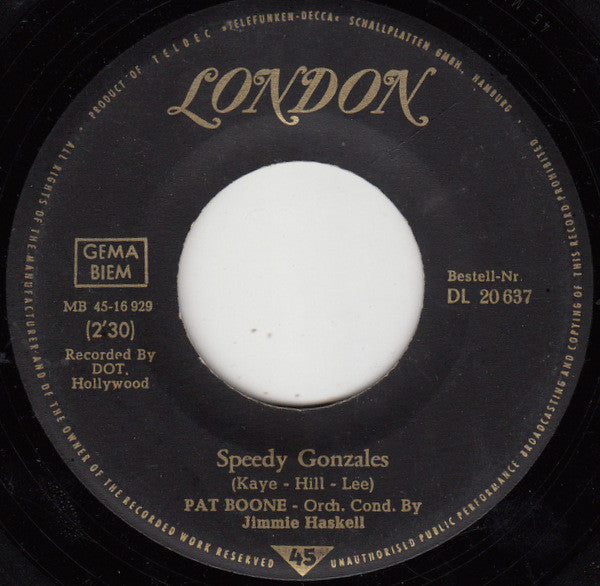 PRODUCT OF TELDEC »TELEFUNKEN-DECCA« SCHALLPLATTEN GMBH., HAMBURG
LONDON
GEMA
BIEM
MB 45-16 929
(2'30)
Recorded By
DOT,
Hollywood
Bestell-Nr.
DL 20 637
Speedy Gonzales
(Kaye - Hill - Lee)
PAT BOONE - Orch. Cond. By
Jimmie Haskell
45
ALL RIGHTS OF THE MANUFACTURER AND OF THE OWNER OF THE RECORDED WORK RESERVED
UNAUTHORISED PUBLIC PERFORMANCE BROADCASTING AND COPYING OF THIS RECORD PROHIBITED